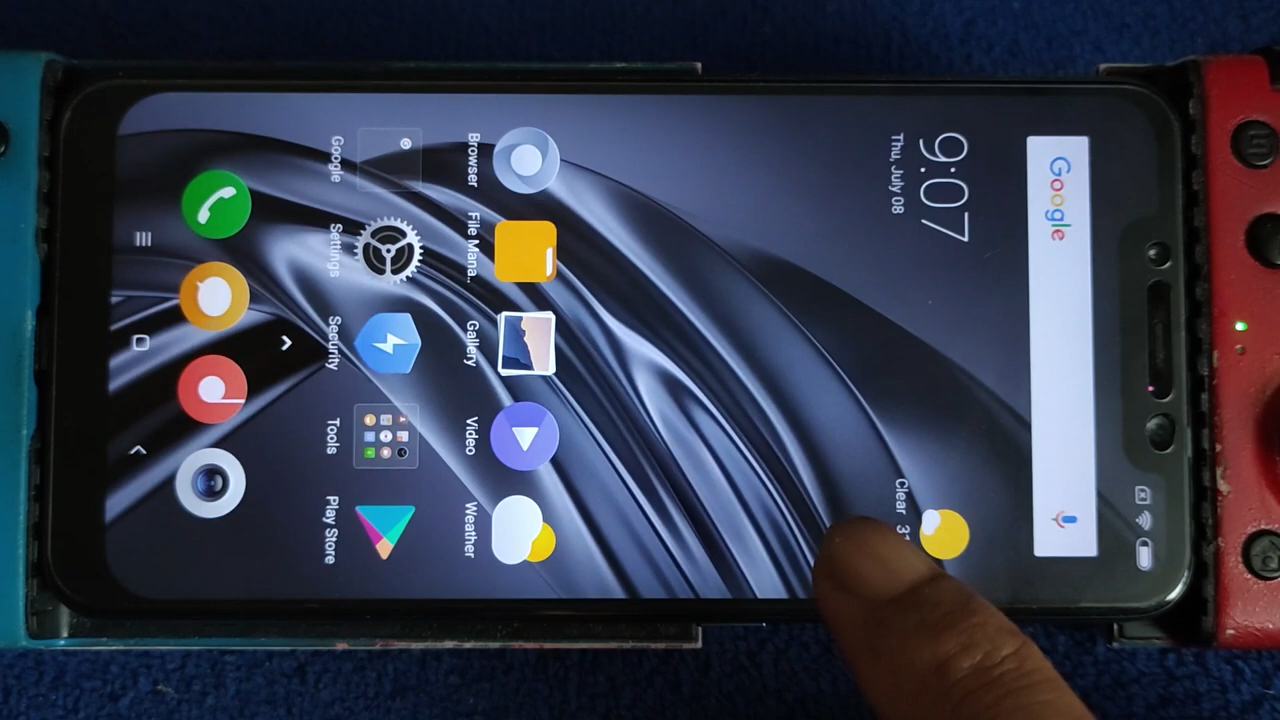 Google
9:07
Thu, July 08
Clear 31
Browser
File Mana..
Gallery
Video
Weather
Google
Settings
Security
Tools
Play Store